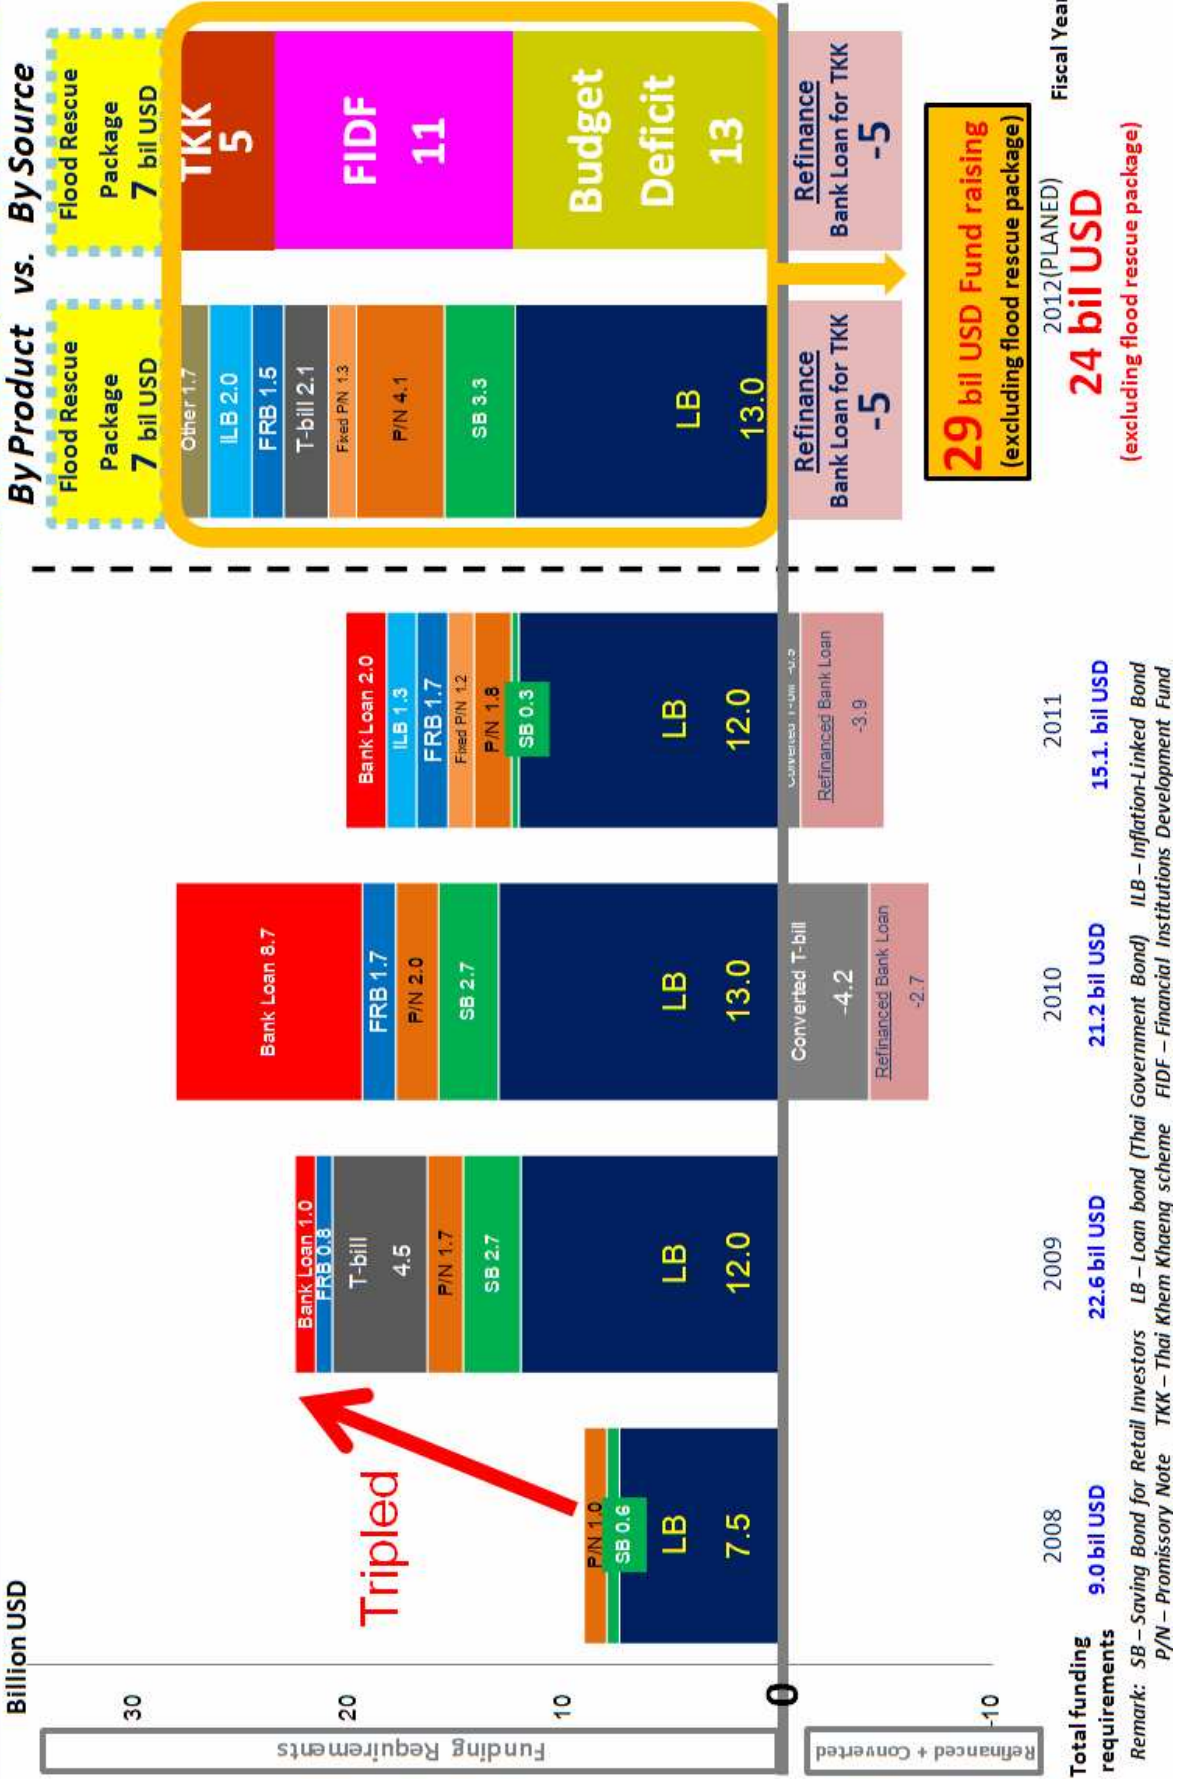 By Product vs. By Source
Billion USD
Funding Requirements
Refinanced + Converted
30
20
10
0
-10
Tripled
P/N 1.0
SB 0.6
LB
7.5
Bank Loan 1.0
FRB 0.8
T-bill
4.5
P/N 1.7
SB 2.7
LB
12.0
Bank Loan 8.7
FRB 1.7
P/N 2.0
SB 2.7
LB
13.0
Converted T-bill
-4.2
Refinanced Bank Loan
-2.7
Bank Loan 2.0
ILB 1.3
FRB 1.7
Fixed P/N 1.2
P/N 1.8
SB 0.3
LB
12.0
Converted T-bill
Refinanced Bank Loan
-3.9
Flood Rescue
Package
7 bil USD
Other 1.7
ILB 2.0
FRB 1.5
T-bill 2.1
Fixed P/N 1.3
P/N 4.1
SB 3.3
LB
13.0
Refinance
Bank Loan for TKK
-5
Flood Rescue
Package
7 bil USD
TKK
5
FIDF
11
Budget
Deficit
13
Refinance
Bank Loan for TKK
-5
29 bil USD Fund raising
(excluding flood rescue package)
2008
2009
2010
2011
2012(PLANED)
Fiscal Year
Total funding
requirements
9.0 bil USD
22.6 bil USD
21.2 bil USD
15.1. bil USD
24 bil USD
(excluding flood rescue package)
Remark: SB – Saving Bond for Retail Investors LB – Loan bond (Thai Government Bond) ILB – Inflation-Linked Bond
P/N – Promissory Note TKK – Thai Khem Khaeng scheme FIDF – Financial Institutions Development Fund